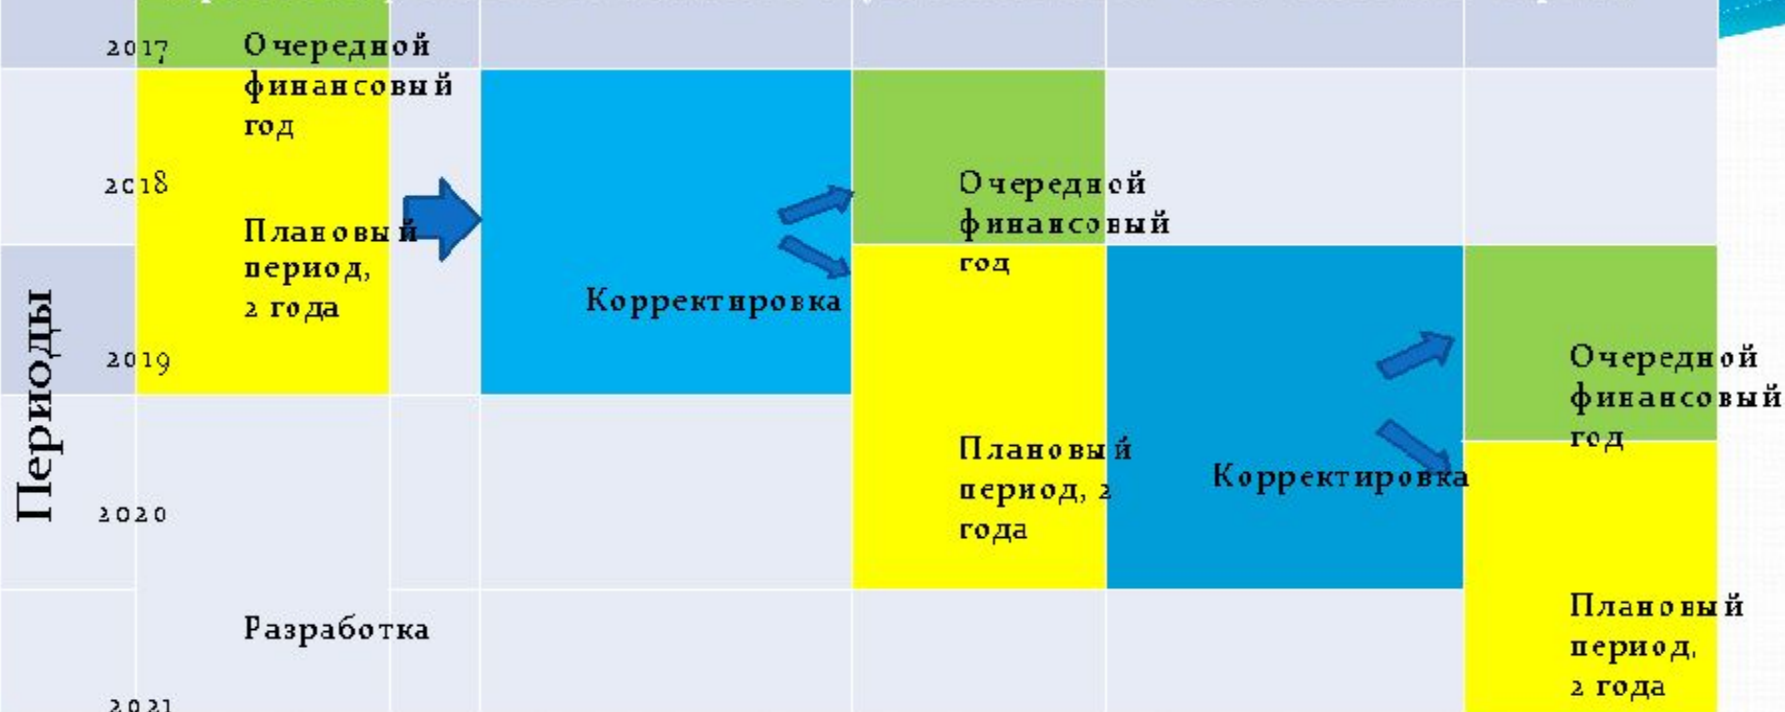 2017
Очередной
финансовый
год
2018
Плановый
период,
2 года
2019
Периоды
2020
Разработка
2021
Корректировка
Очередной
финансовый
год
Плановый
период, 2
года
Корректировка
Очередной
финансовый
год
Плановый
период,
2 года